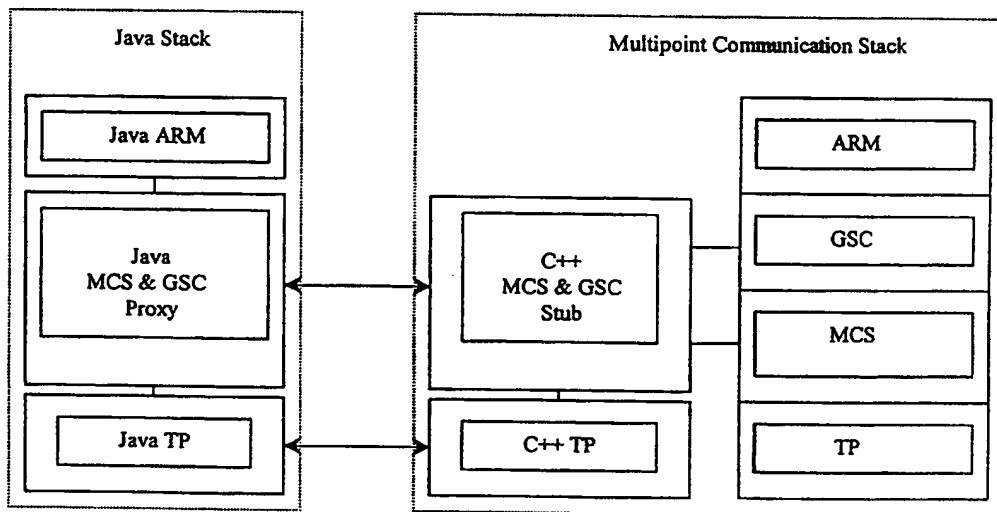 Java Stack
Multipoint Communication Stack
Java ARM
ARM
Java
MCS & GSC
Proxy
C++
MCS & GSC
Stub
GSC
MCS
Java TP
C++ TP
TP